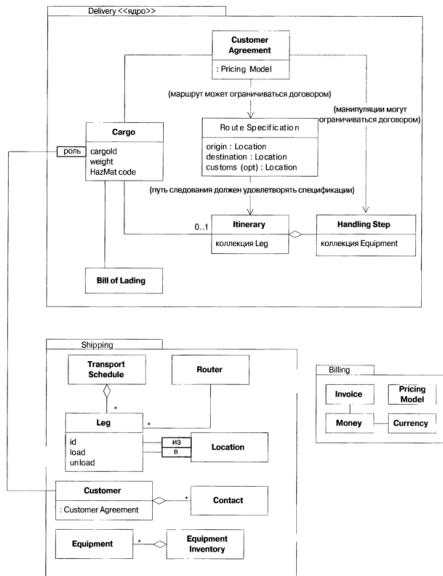 Delivery <<ядро>>
Customer
Agreement
: Pricing Model
(маршрут может ограничиваться договором)
(манипуляции могут
ограничиваться договором)
Cargo
роль
cargoId
weight
HazMat code
Route Specification
origin : Location
destination : Location
customs (opt) : Location
(путь следования должен удовлетворять спецификации)
0..1
Itinerary
коллекция Leg
Handling Step
коллекция Equipment
Bill of Lading
Shipping
Transport
Schedule
Router
*
*
Leg
id
load
unload
из
в
Location
Customer
: Customer Agreement
*
Contact
Equipment
*
Equipment
Inventory
Billing
Invoice
Pricing
Model
Money
Currency